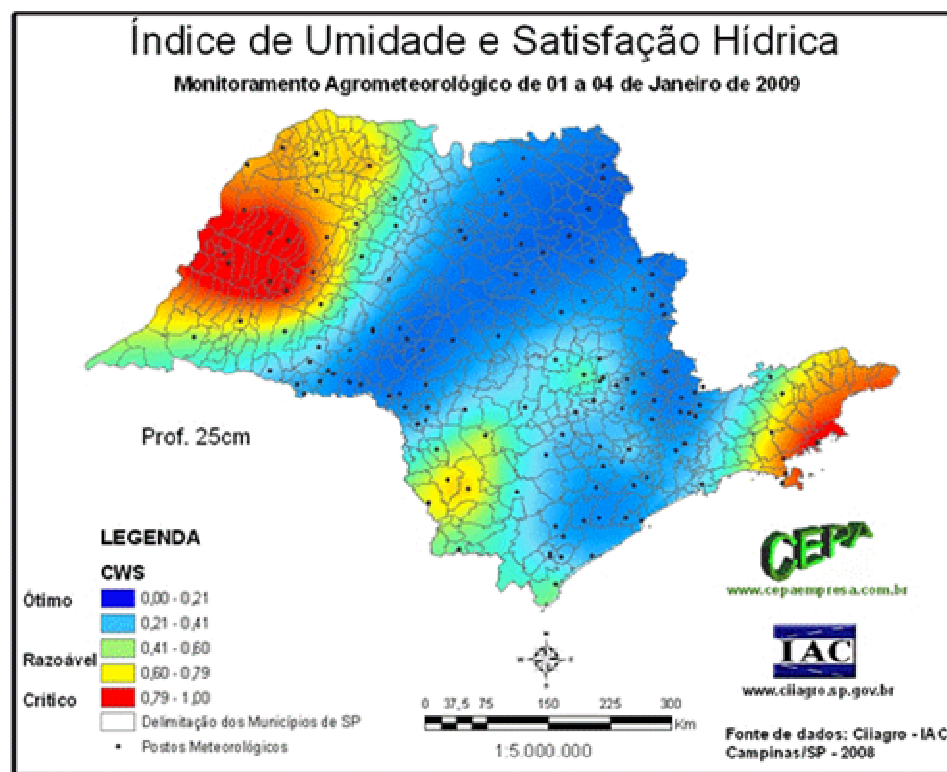 Índice de Umidade e Satisfação Hídrica
Monitoramento Agrometeorológico de 01 a 04 de Janeiro de 2009
Prof. 25cm
LEGENDA
CWS
Ótimo
0,00 - 0,21
0,21 - 0,41
0,41 - 0,60
Razoável
0,60 - 0,79
Crítico
0,79 - 1,00
Delimitação dos Municípios de SP
Postos Meteorológicos
0 37,5 75 150 225 300
Km
1:5.000.000
CEPA
www.cepaempresa.com.br
IAC
www.ciiagro.sp.gov.br
Fonte de dados: Ciiagro - IAC
Campinas/SP - 2008